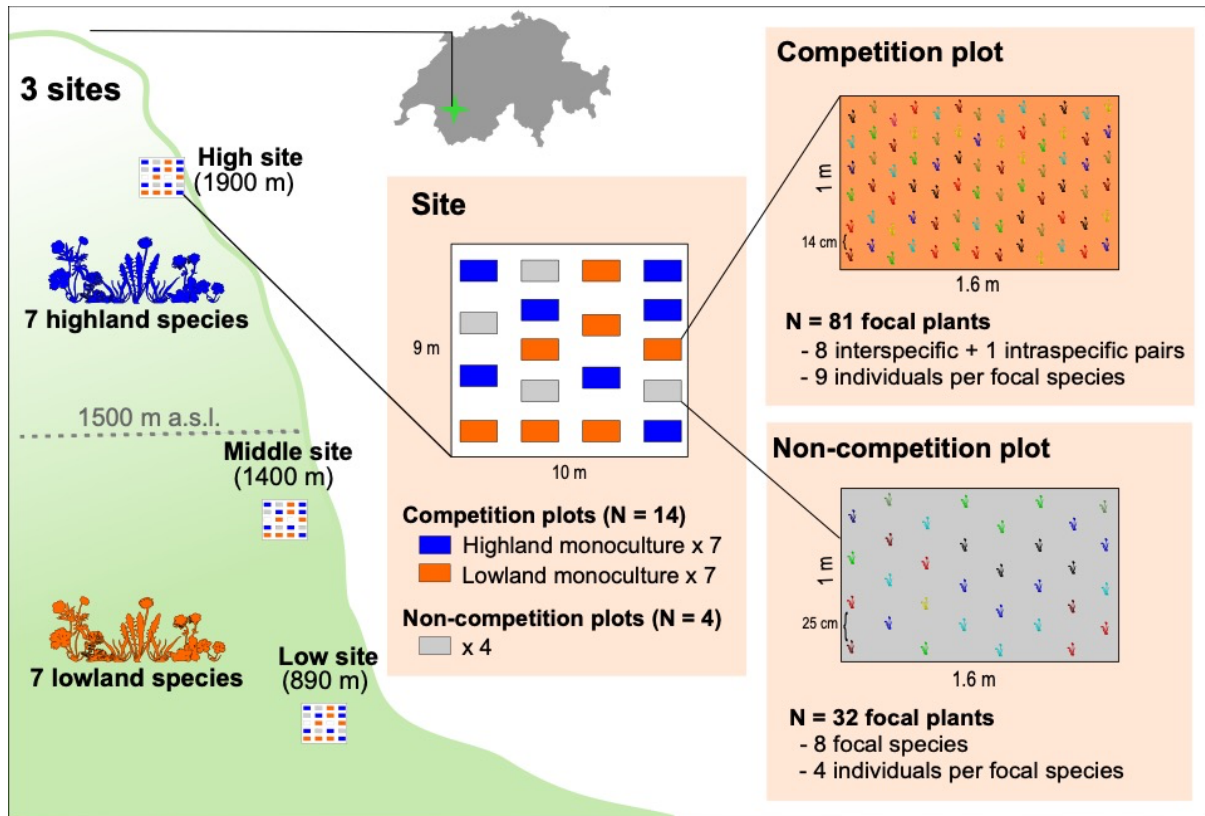 3 sites
High site
(1900 m)
7 highland species
1500 m a.s.l.
Middle site
(1400 m)
7 lowland species
Low site
(890 m)
Site
9 m
10 m
Competition plots (N = 14)
Highland monoculture x 7
Lowland monoculture x 7
Non-competition plots (N = 4)
x 4
Competition plot
1 m
14 cm
1.6 m
N = 81 focal plants
- 8 interspecific + 1 intraspecific pairs
- 9 individuals per focal species
Non-competition plot
1 m
25 cm
1.6 m
N = 32 focal plants
- 8 focal species
- 4 individuals per focal species